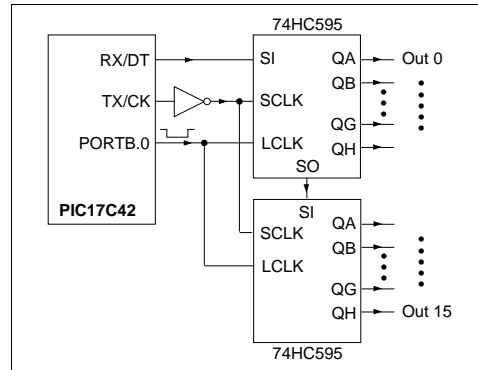 74HC595
RX/DT
TX/CK
PORTB.0
PIC17C42
SI
SCLK
LCLK
SO
QA
QB
QG
QH
Out 0
SI
SCLK
LCLK
QA
QB
QG
QH
Out 15
74HC595